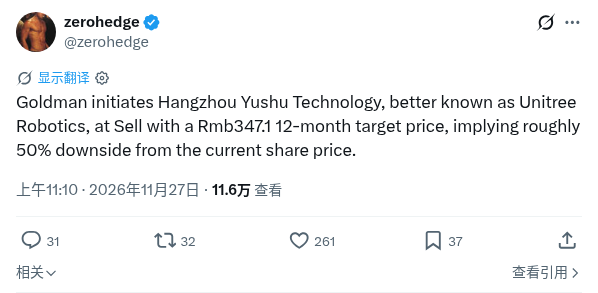 zerohedge
@zerohedge
显示翻译
Goldman initiates Hangzhou Yushu Technology, better known as Unitree
Robotics, at Sell with a Rmb347.1 12-month target price, implying roughly
50% downside from the current share price.
上午11:10 · 2026年11月27日 · 11.6万 查看
31 32 261 37
相关 查看引用